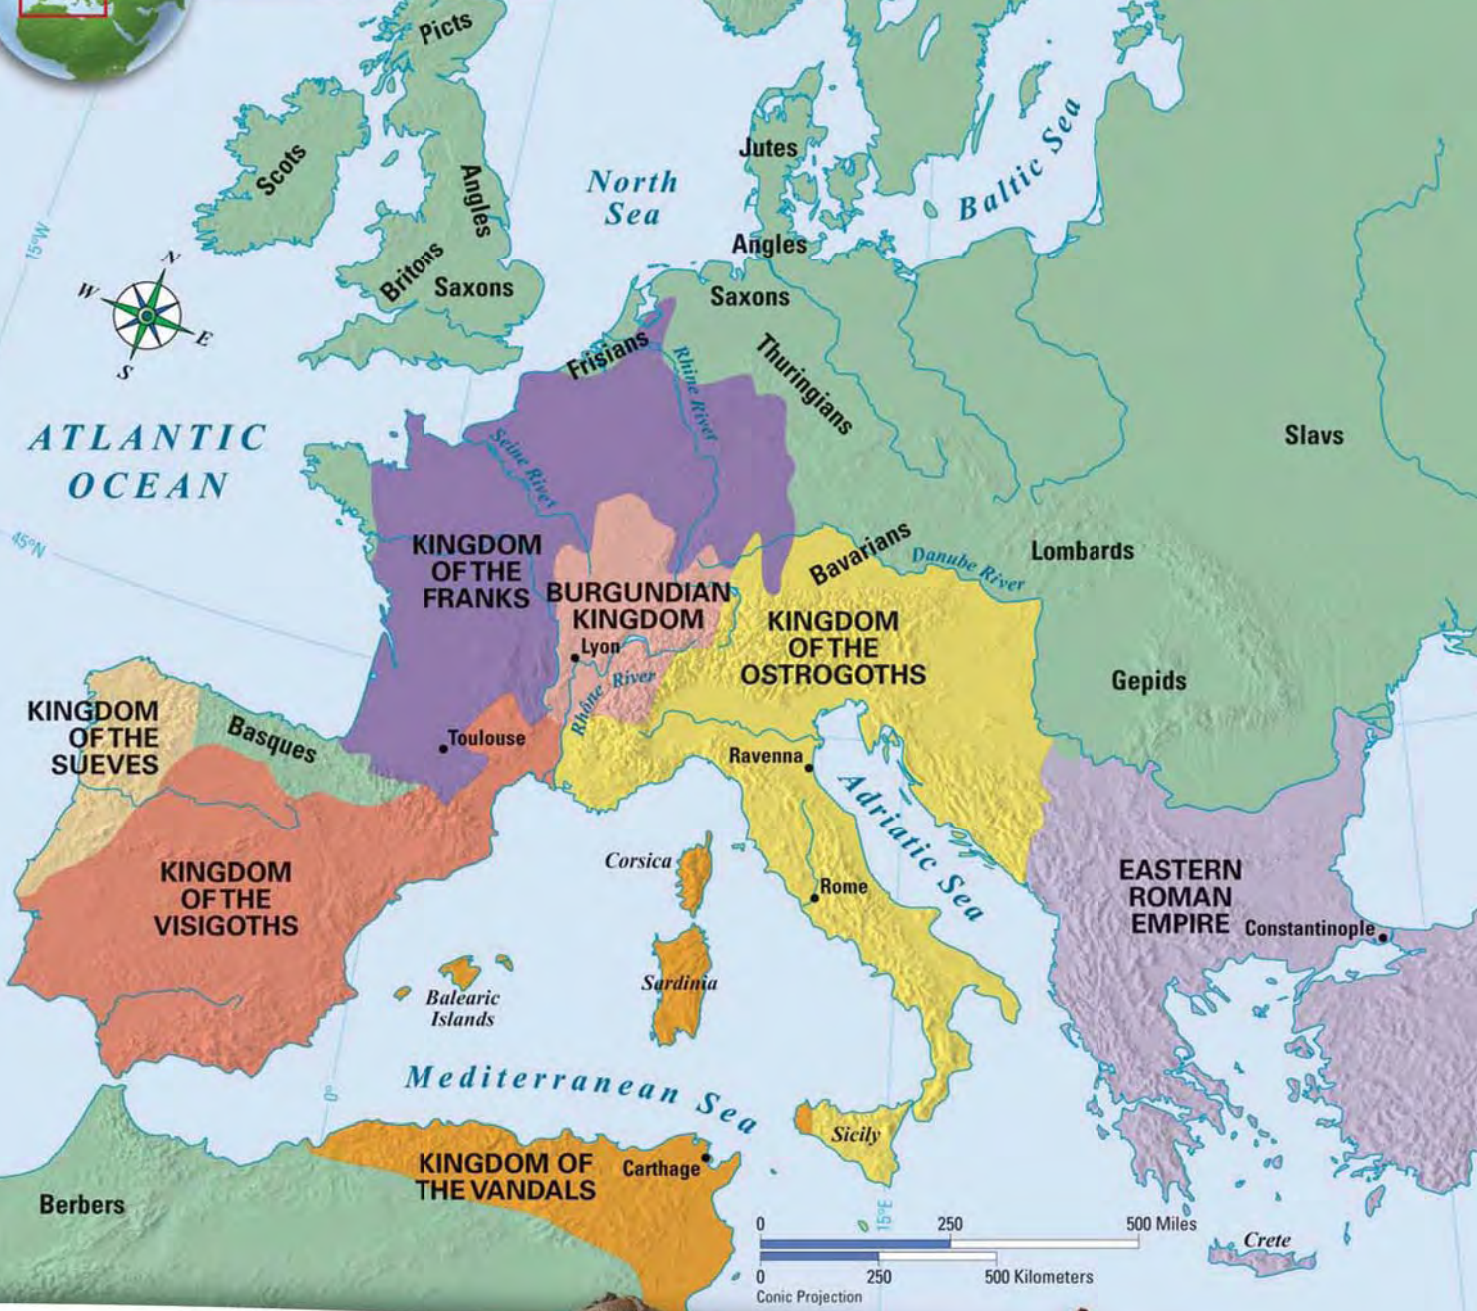 Picts
Scots
Angles
Britons
Saxons
North
Sea
Jutes
Angles
Saxons
Baltic Sea
15°W
N
W
E
S
Frisians
Rhine River
Thuringians
ATLANTIC
OCEAN
Seine River
Slavs
45°N
KINGDOM
OF THE
FRANKS
BURGUNDIAN
KINGDOM
Lyon
Rhône River
Bavarians
Danube River
Lombards
KINGDOM
OF THE
OSTROGOTHS
Gepids
KINGDOM
OF THE
SUEVES
Basques
Toulouse
Ravenna
Adriatic Sea
KINGDOM
OF THE
VISIGOTHS
Corsica
Rome
EASTERN
ROMAN
EMPIRE
Constantinople
Balearic
Islands
Sardinia
Mediterranean Sea
0°
Sicily
KINGDOM OF
THE VANDALS
Carthage
Berbers
15°E
Crete
0 250 500 Miles
0 250 500 Kilometers
Conic Projection